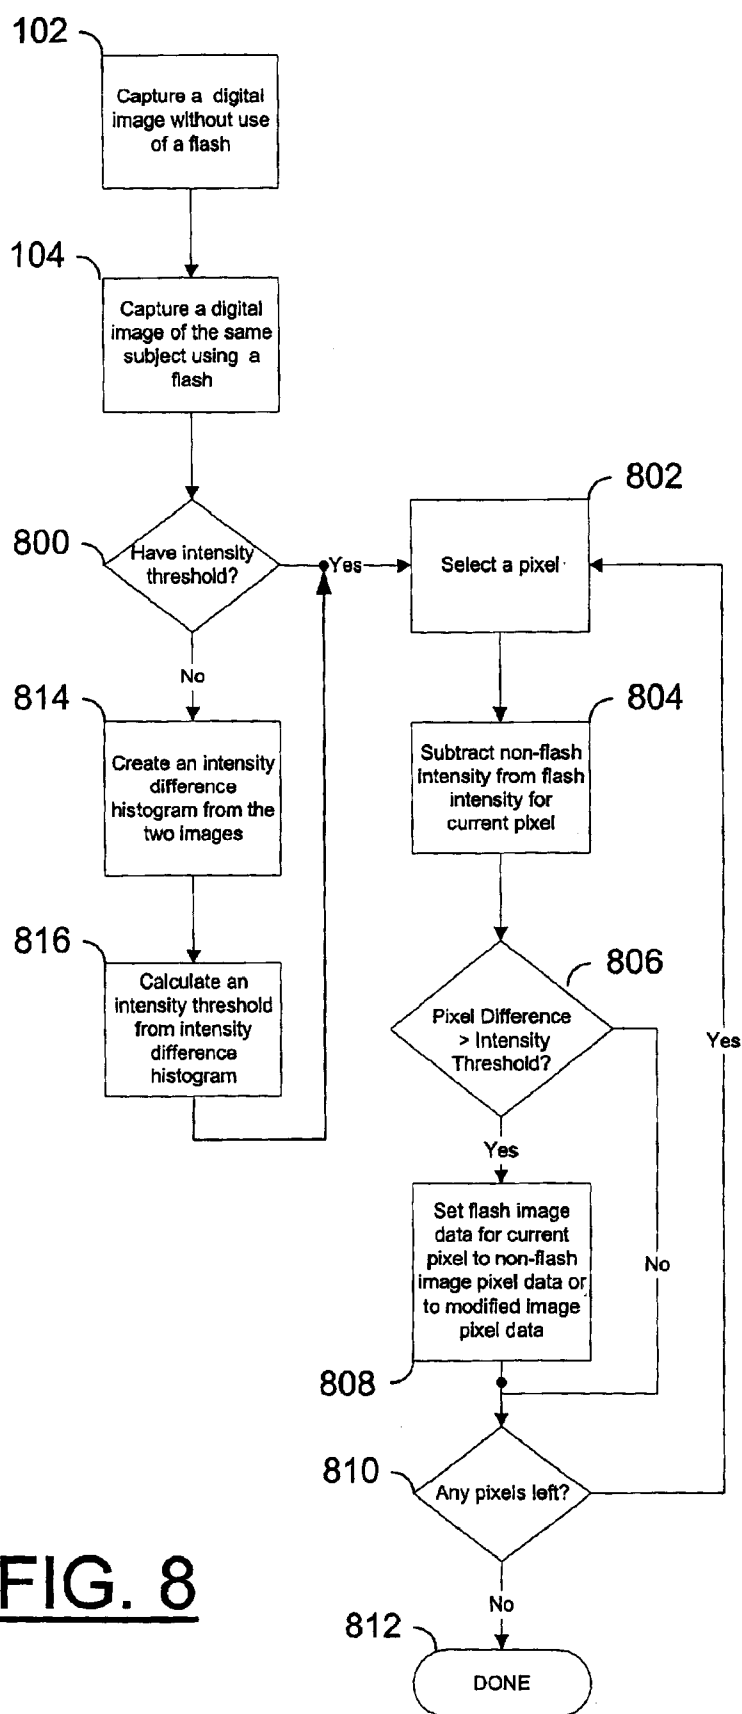 102
Capture a digital
image without use
of a flash
104
Capture a digital
image of the same
subject using a
flash
800
Have intensity
threshold?
Yes
No
802
Select a pixel
814
Create an intensity
difference
histogram from the
two images
804
Subtract non-flash
intensity from flash
intensity for
current pixel
816
Calculate an
intensity threshold
from intensity
difference
histogram
806
Pixel Difference
> Intensity
Threshold?
Yes
No
Yes
Set flash image
data for current
pixel to non-flash
image pixel data or
to modified image
pixel data
808
810
Any pixels left?
No
812
DONE
FIG. 8